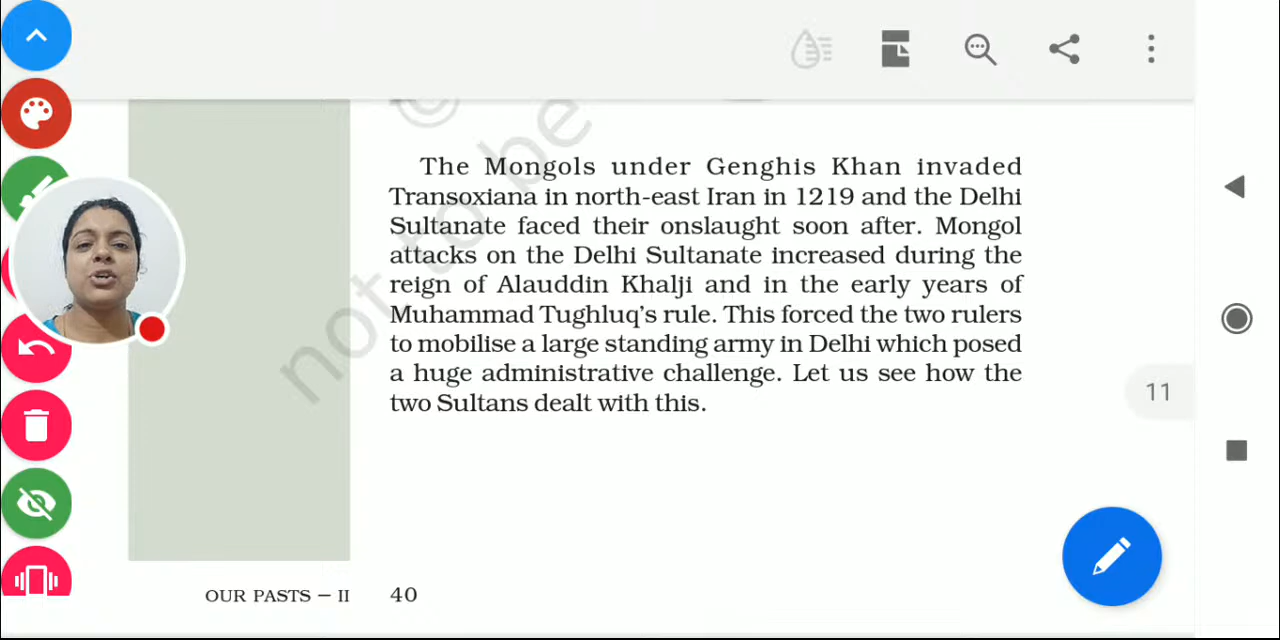 The Mongols under Genghis Khan invaded
Transoxiana in north-east Iran in 1219 and the Delhi
Sultanate faced their onslaught soon after. Mongol
attacks on the Delhi Sultanate increased during the
reign of Alauddin Khalji and in the early years of
Muhammad Tughluq's rule. This forced the two rulers
to mobilise a large standing army in Delhi which posed
a huge administrative challenge. Let us see how the
two Sultans dealt with this.
11
OUR PASTS – II 40
not to be
©